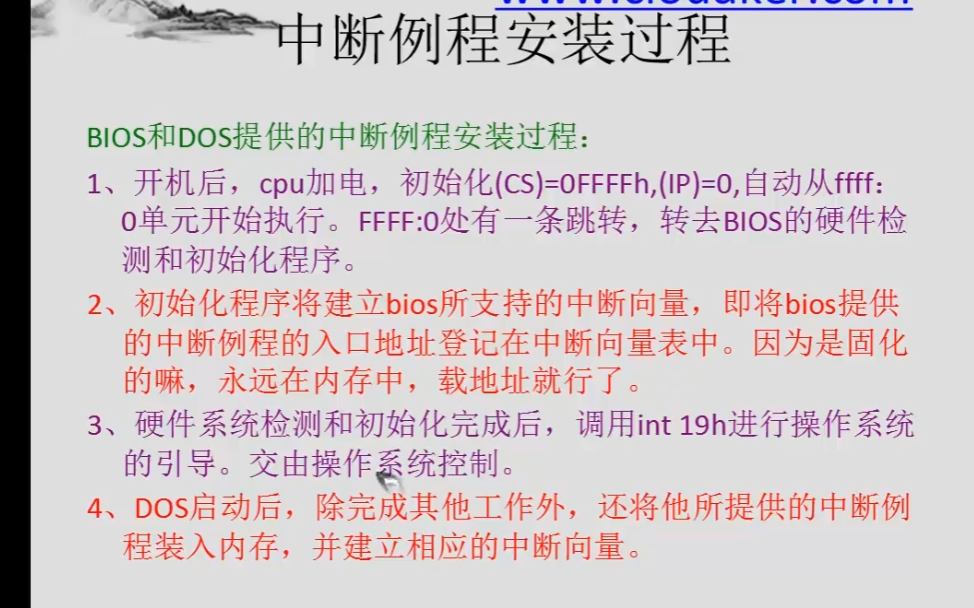 中断例程安装过程
BIOS和DOS提供的中断例程安装过程：
1、开机后，cpu加电，初始化(CS)=0FFFFh,(IP)=0,自动从ffff：
0单元开始执行。FFFF:0处有一条跳转，转去BIOS的硬件检
测和初始化程序。
2、初始化程序将建立bios所支持的中断向量，即将bios提供
的中断例程的入口地址登记在中断向量表中。因为是固化
的嘛，永远在内存中，载地址就行了。
3、硬件系统检测和初始化完成后，调用int 19h进行操作系统
的引导。交由操作系统控制。
4、DOS启动后，除完成其他工作外，还将他所提供的中断例
程装入内存，并建立相应的中断向量。